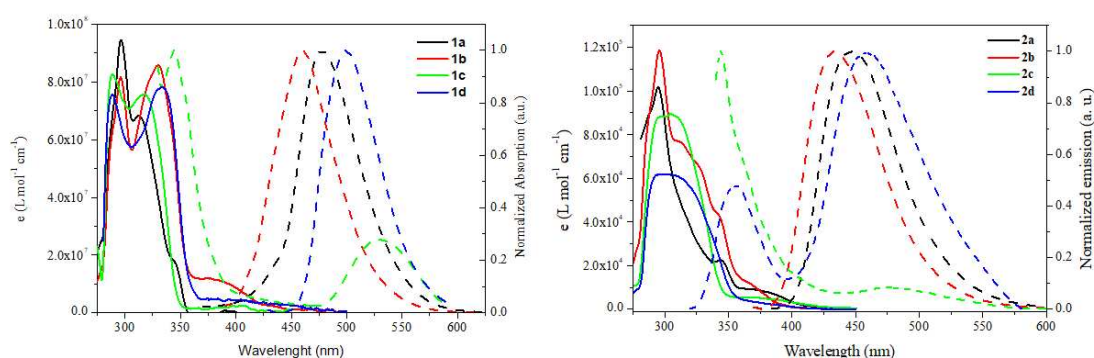 1.0x10⁸
8.0x10⁷
6.0x10⁷
4.0x10⁷
2.0x10⁷
0.0
e (L mol⁻¹ cm⁻¹)
300 350 400 450 500 550 600
Wavelenght (nm)
1a
1b
1c
1d
1.0
0.8
0.6
0.4
0.2
0.0
Normalized Absorption (a.u.)
1.2x10⁵
1.0x10⁵
8.0x10⁴
6.0x10⁴
4.0x10⁴
2.0x10⁴
0.0
e (L mol⁻¹ cm⁻¹)
300 350 400 450 500 550 600
Wavelength (nm)
2a
2b
2c
2d
1.0
0.8
0.6
0.4
0.2
0.0
Normalized emission (a. u.)